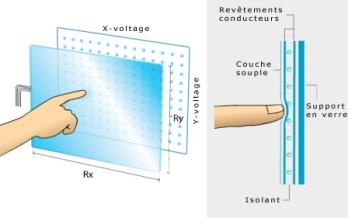 X-voltage
Y-voltage
Ry
Rx
Revêtements
conducteurs
Couche
souple
Support
en verre
Isolant